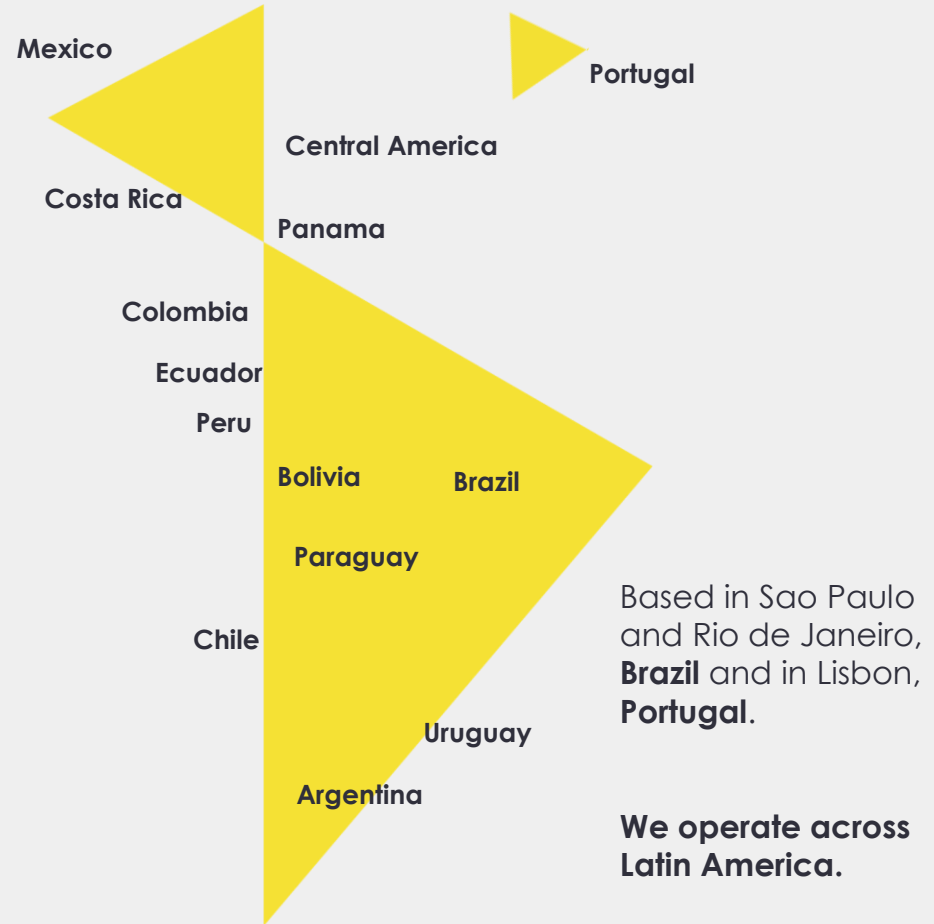 Mexico
Portugal
Central America
Costa Rica
Panama
Colombia
Ecuador
Peru
Bolivia
Brazil
Paraguay
Chile
Uruguay
Argentina
Based in Sao Paulo
and Rio de Janeiro,
Brazil and in Lisbon,
Portugal.
We operate across
Latin America.